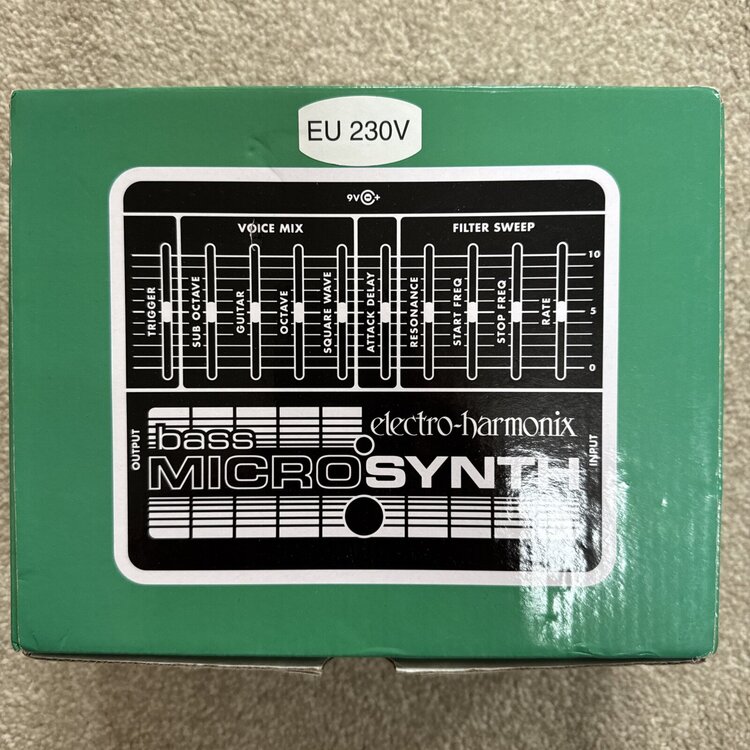 EU 230V
9V +
VOICE MIX
FILTER SWEEP
TRIGGER
SUB OCTAVE
GUITAR
OCTAVE
SQUARE WAVE
ATTACK DELAY
RESONANCE
START FREQ
STOP FREQ
RATE
10
5
0
OUTPUT
electro-harmonix
INPUT
bass
MICROSYNTH